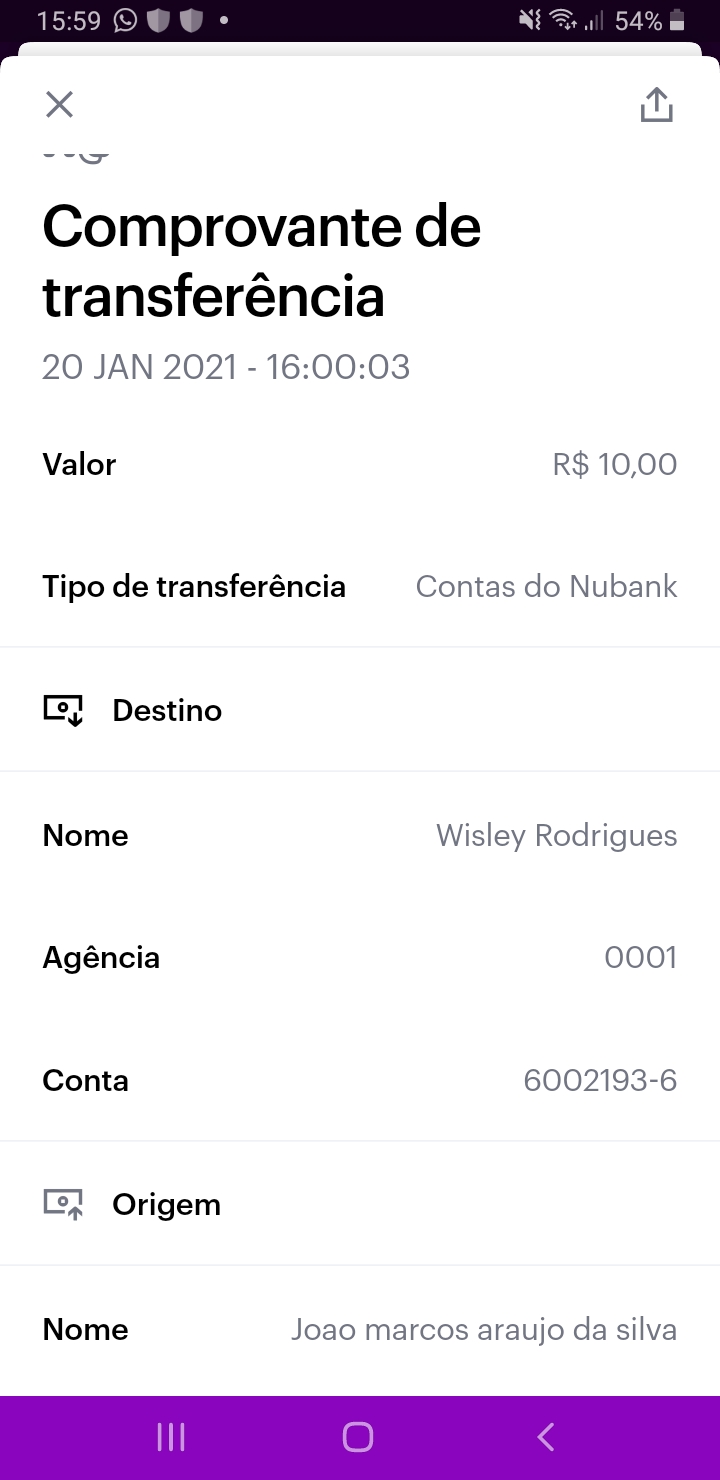 15:59
54%
Comprovante de
transferência
20 JAN 2021 - 16:00:03
Valor R$ 10,00
Tipo de transferência Contas do Nubank
Destino
Nome Wisley Rodrigues
Agência 0001
Conta 6002193-6
Origem
Nome Joao marcos araujo da silva